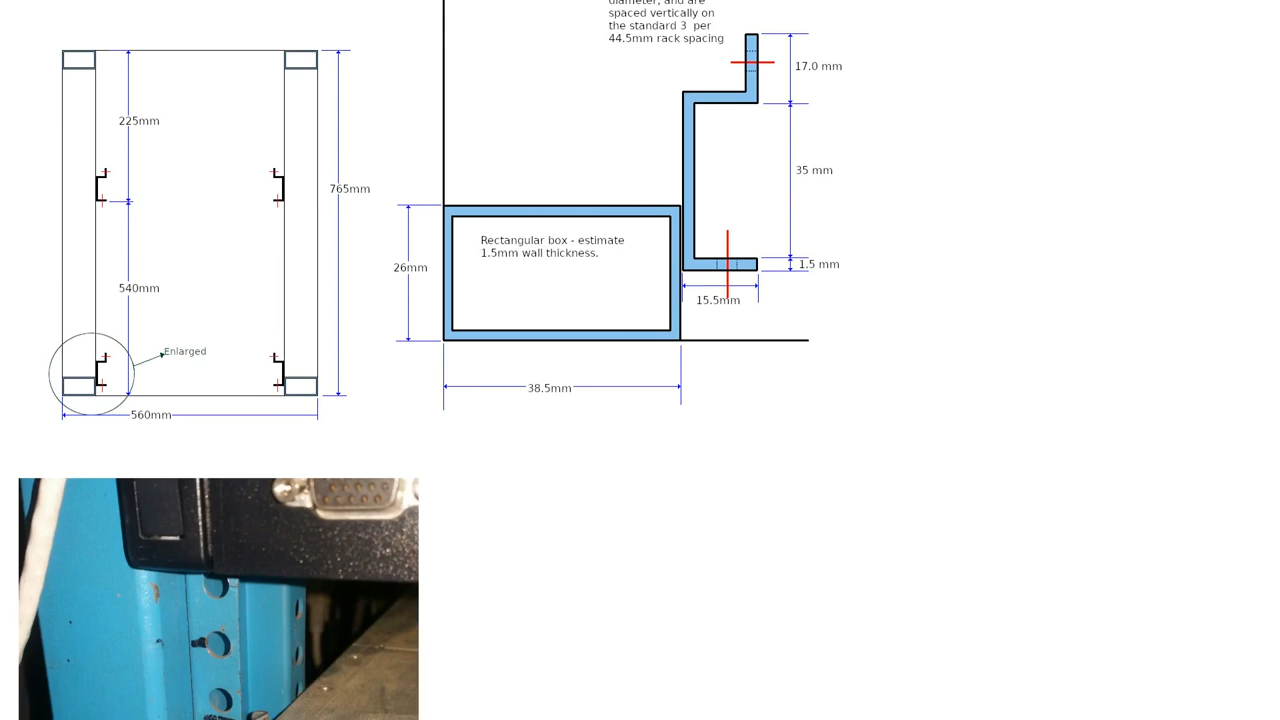 diameter, and are
spaced vertically on
the standard 3 per
44.5mm rack spacing
17.0 mm
225mm
35 mm
765mm
Rectangular box - estimate
1.5mm wall thickness.
26mm
1.5 mm
540mm
15.5mm
Enlarged
38.5mm
560mm